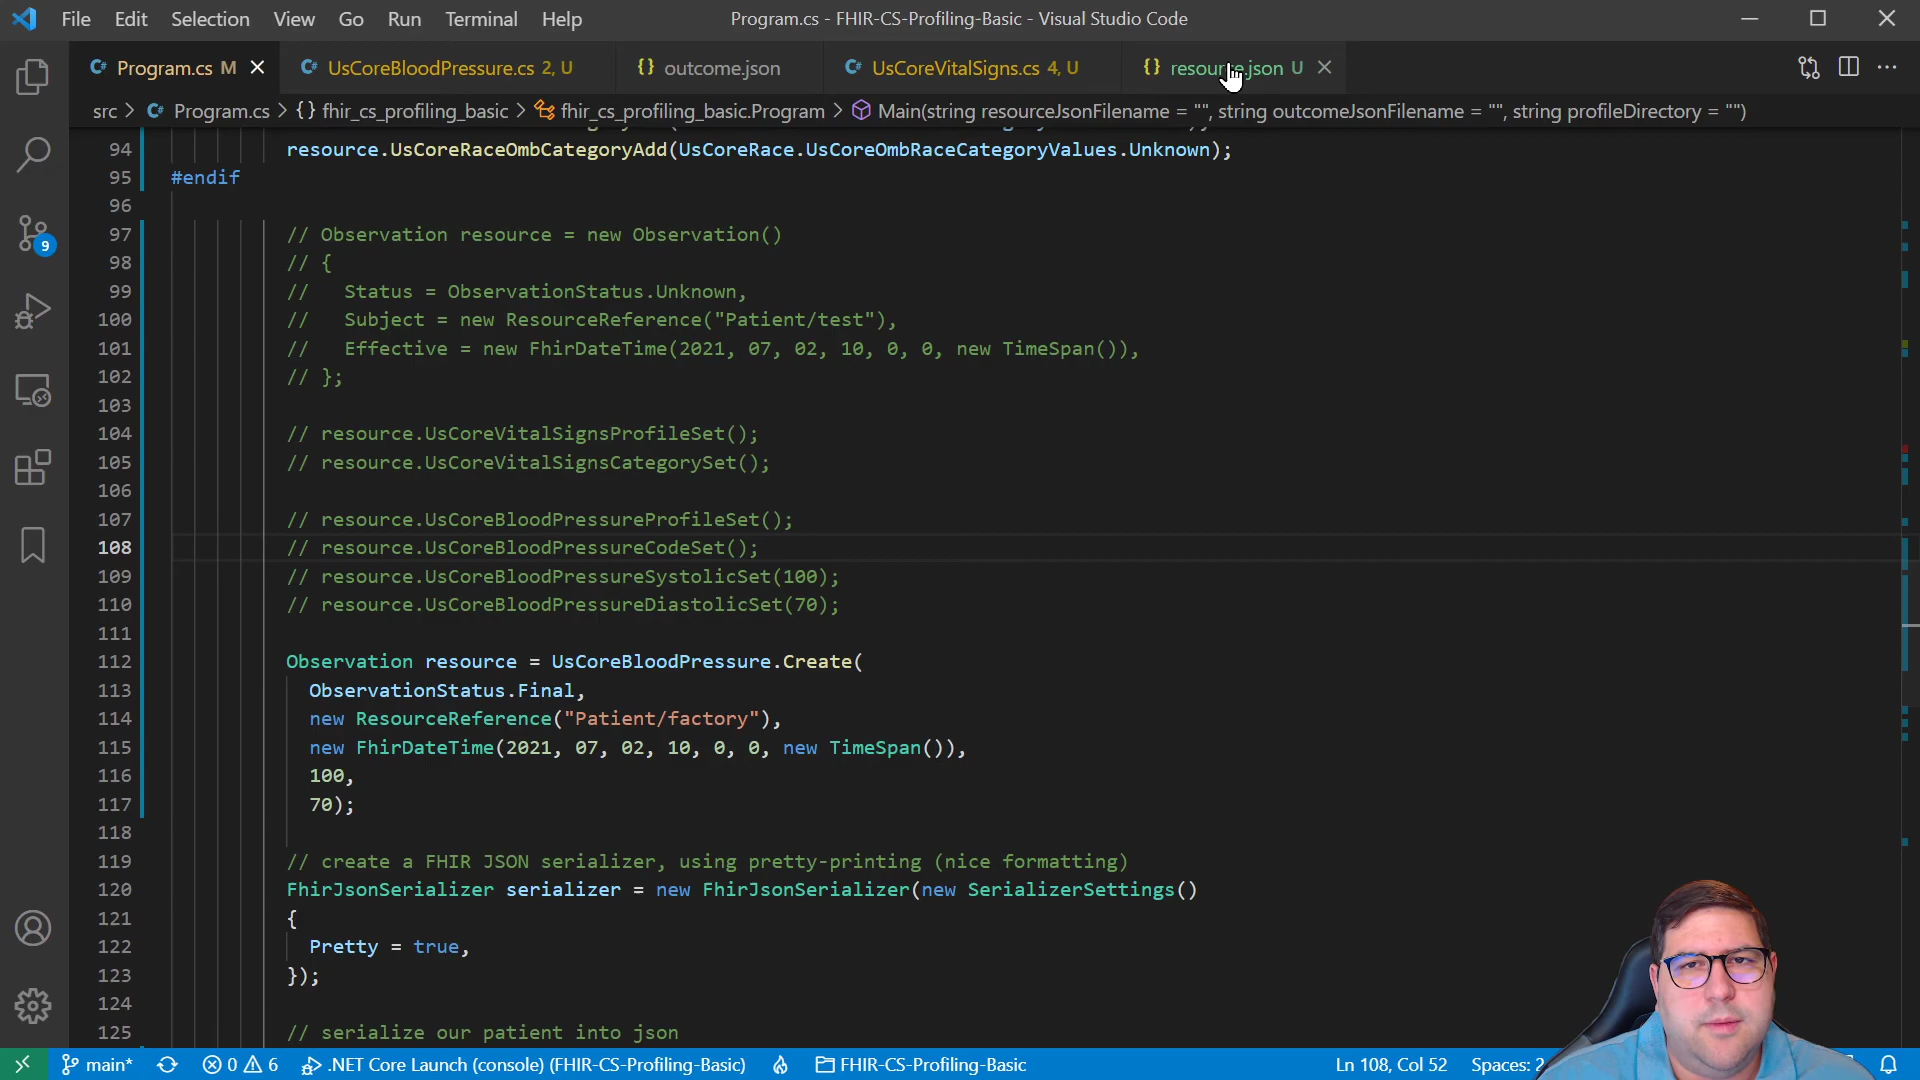 File Edit Selection View Go Run Terminal Help
Program.cs - FHIR-CS-Profiling-Basic - Visual Studio Code
Program.cs M UsCoreBloodPressure.cs 2, U {} outcome.json UsCoreVitalSigns.cs 4, U {} resource.json U
src > Program.cs > {} fhir_cs_profiling_basic > fhir_cs_profiling_basic.Program > Main(string resourceJsonFilename = "", string outcomeJsonFilename = "", string profileDirectory = "")
94 resource.UsCoreRaceOmbCategoryAdd(UsCoreRace.UsCoreOmbRaceCategoryValues.Unknown);
95 #endif
96
97 // Observation resource = new Observation()
98 // {
99 //   Status = ObservationStatus.Unknown,
100 //   Subject = new ResourceReference("Patient/test"),
101 //   Effective = new FhirDateTime(2021, 07, 02, 10, 0, 0, new TimeSpan()),
102 // };
103
104 // resource.UsCoreVitalSignsProfileSet();
105 // resource.UsCoreVitalSignsCategorySet();
106
107 // resource.UsCoreBloodPressureProfileSet();
108 // resource.UsCoreBloodPressureCodeSet();
109 // resource.UsCoreBloodPressureSystolicSet(100);
110 // resource.UsCoreBloodPressureDiastolicSet(70);
111
112 Observation resource = UsCoreBloodPressure.Create(
113 ObservationStatus.Final,
114 new ResourceReference("Patient/factory"),
115 new FhirDateTime(2021, 07, 02, 10, 0, 0, new TimeSpan()),
116 100,
117 70);
118
119 // create a FHIR JSON serializer, using pretty-printing (nice formatting)
120 FhirJsonSerializer serializer = new FhirJsonSerializer(new SerializerSettings()
121 {
122 Pretty = true,
123 });
124
125 // serialize our patient into json
9
main* 0 6 .NET Core Launch (console) (FHIR-CS-Profiling-Basic) FHIR-CS-Profiling-Basic Ln 108, Col 52 Spaces: 2